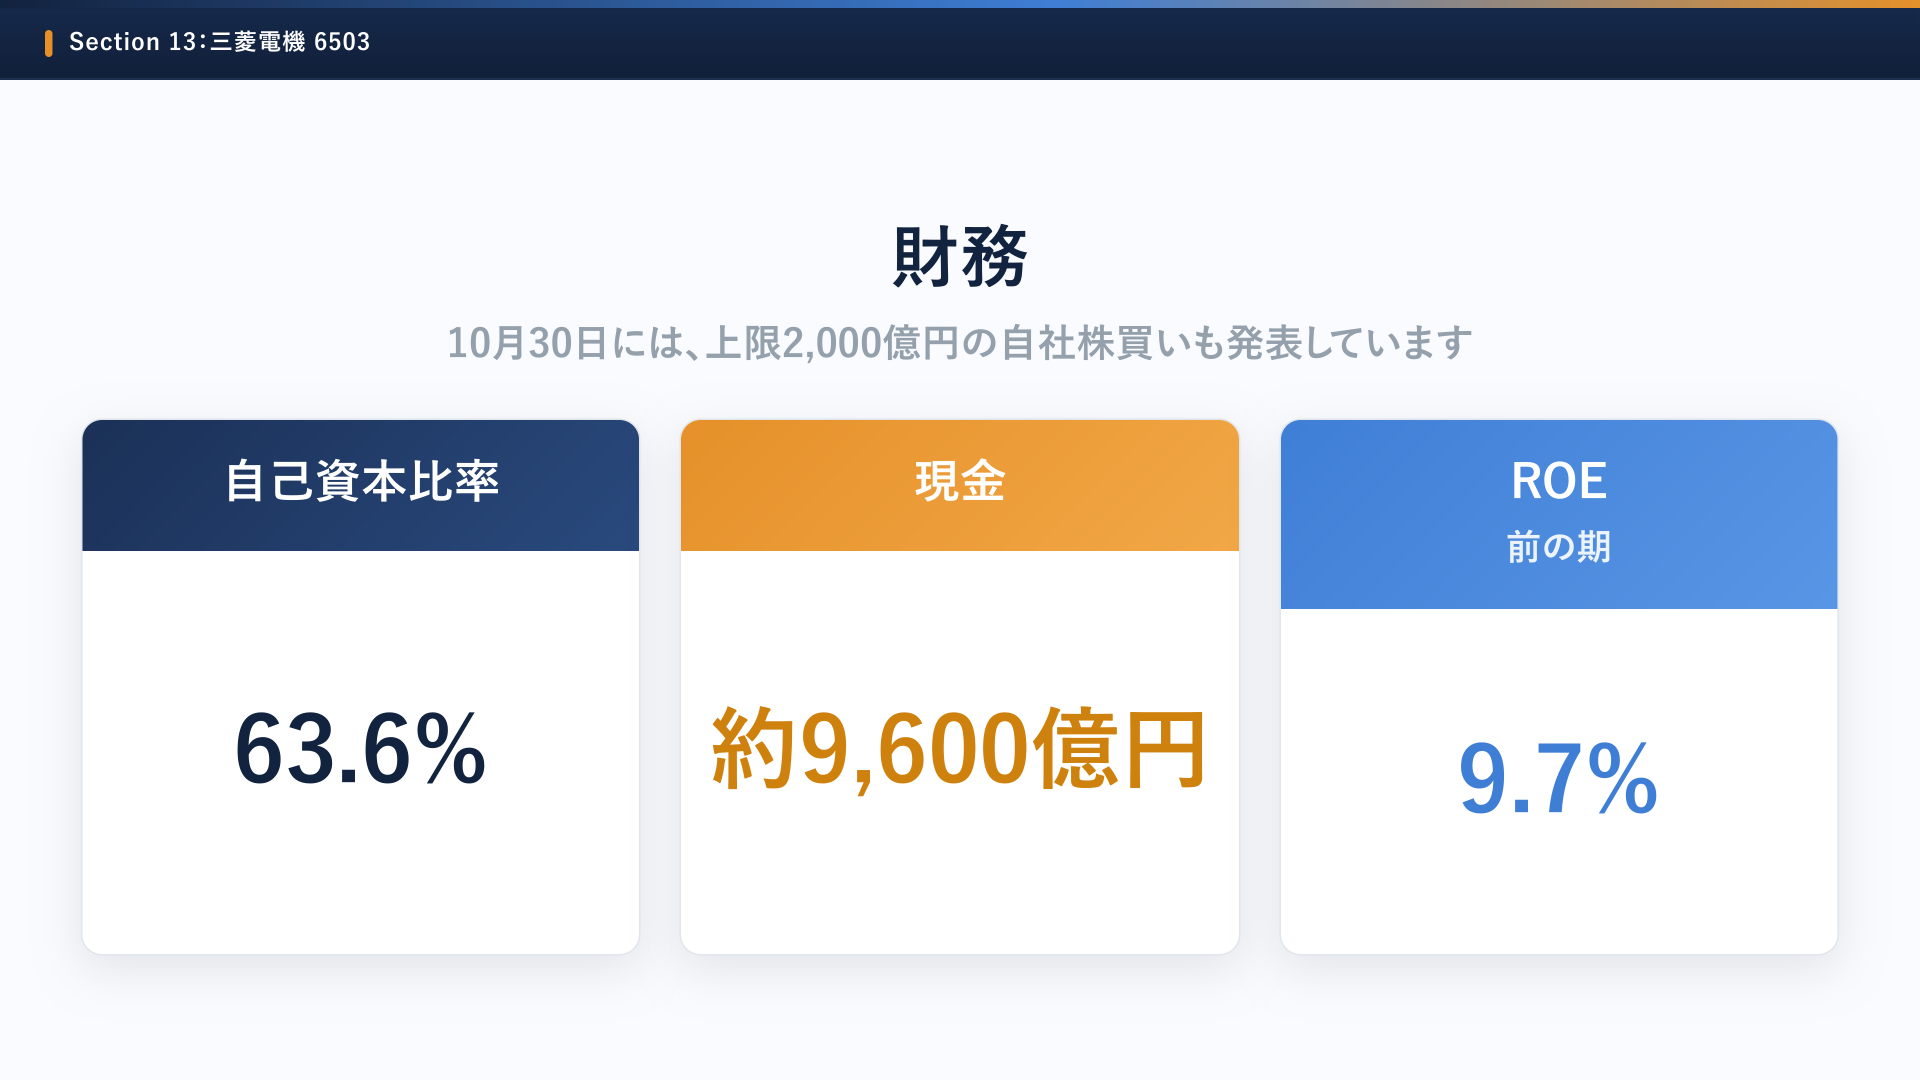 Section 13：三菱電機 6503
財務
10月30日には、上限2,000億円の自社株買いも発表しています
自己資本比率
63.6%
現金
約9,600億円
ROE
前の期
9.7%